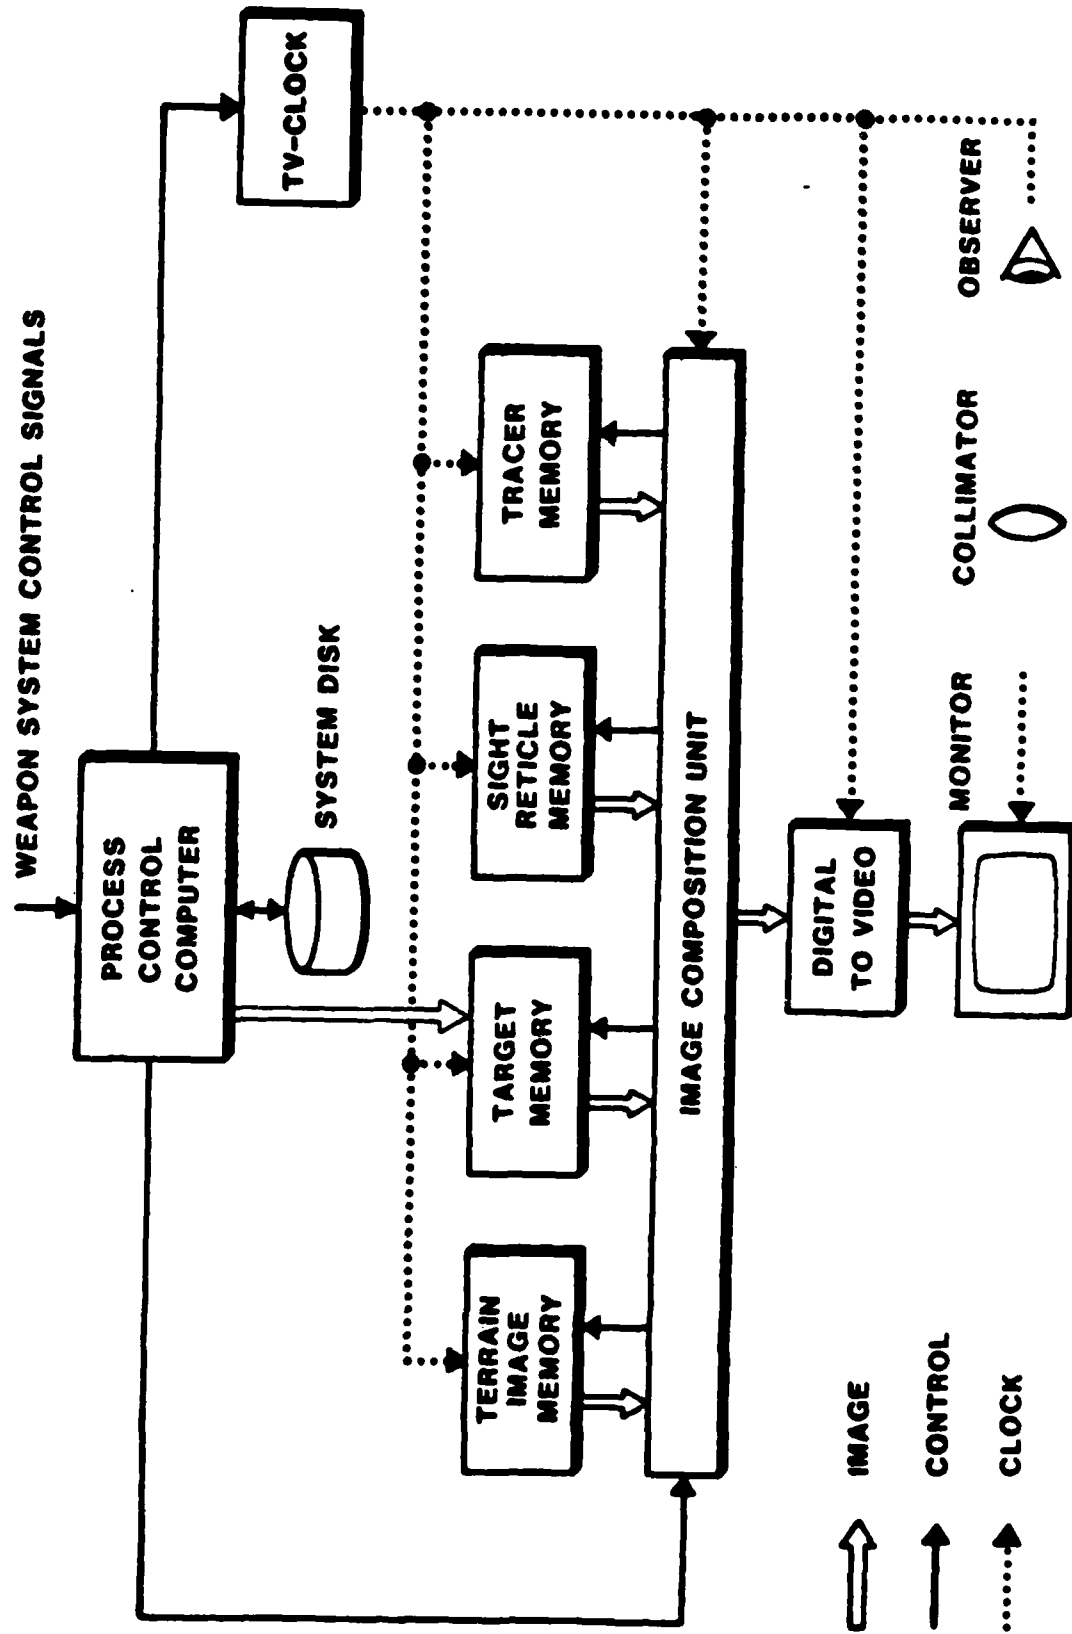 WEAPON SYSTEM CONTROL SIGNALS
PROCESS
CONTROL
COMPUTER
TV-CLOCK
SYSTEM DISK
TERRAIN
IMAGE
MEMORY
TARGET
MEMORY
SIGHT
RETICLE
MEMORY
TRACER
MEMORY
IMAGE COMPOSITION UNIT
DIGITAL
TO VIDEO
MONITOR
COLLIMATOR
OBSERVER
IMAGE
CONTROL
CLOCK